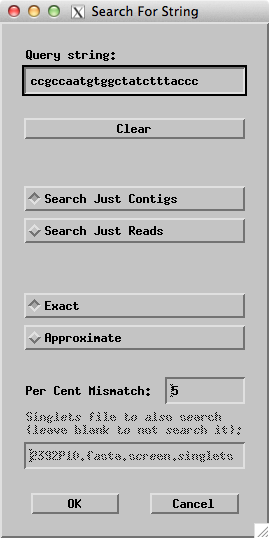 Search For String
Query string:
ccgccaatgtggctatctttaccc
Clear
Search Just Contigs
Search Just Reads
Exact
Approximate
Per Cent Mismatch: 5
Singlets file to also search
(leave blank to not search it):
2392P10.fasta.screen.singlets
OK Cancel